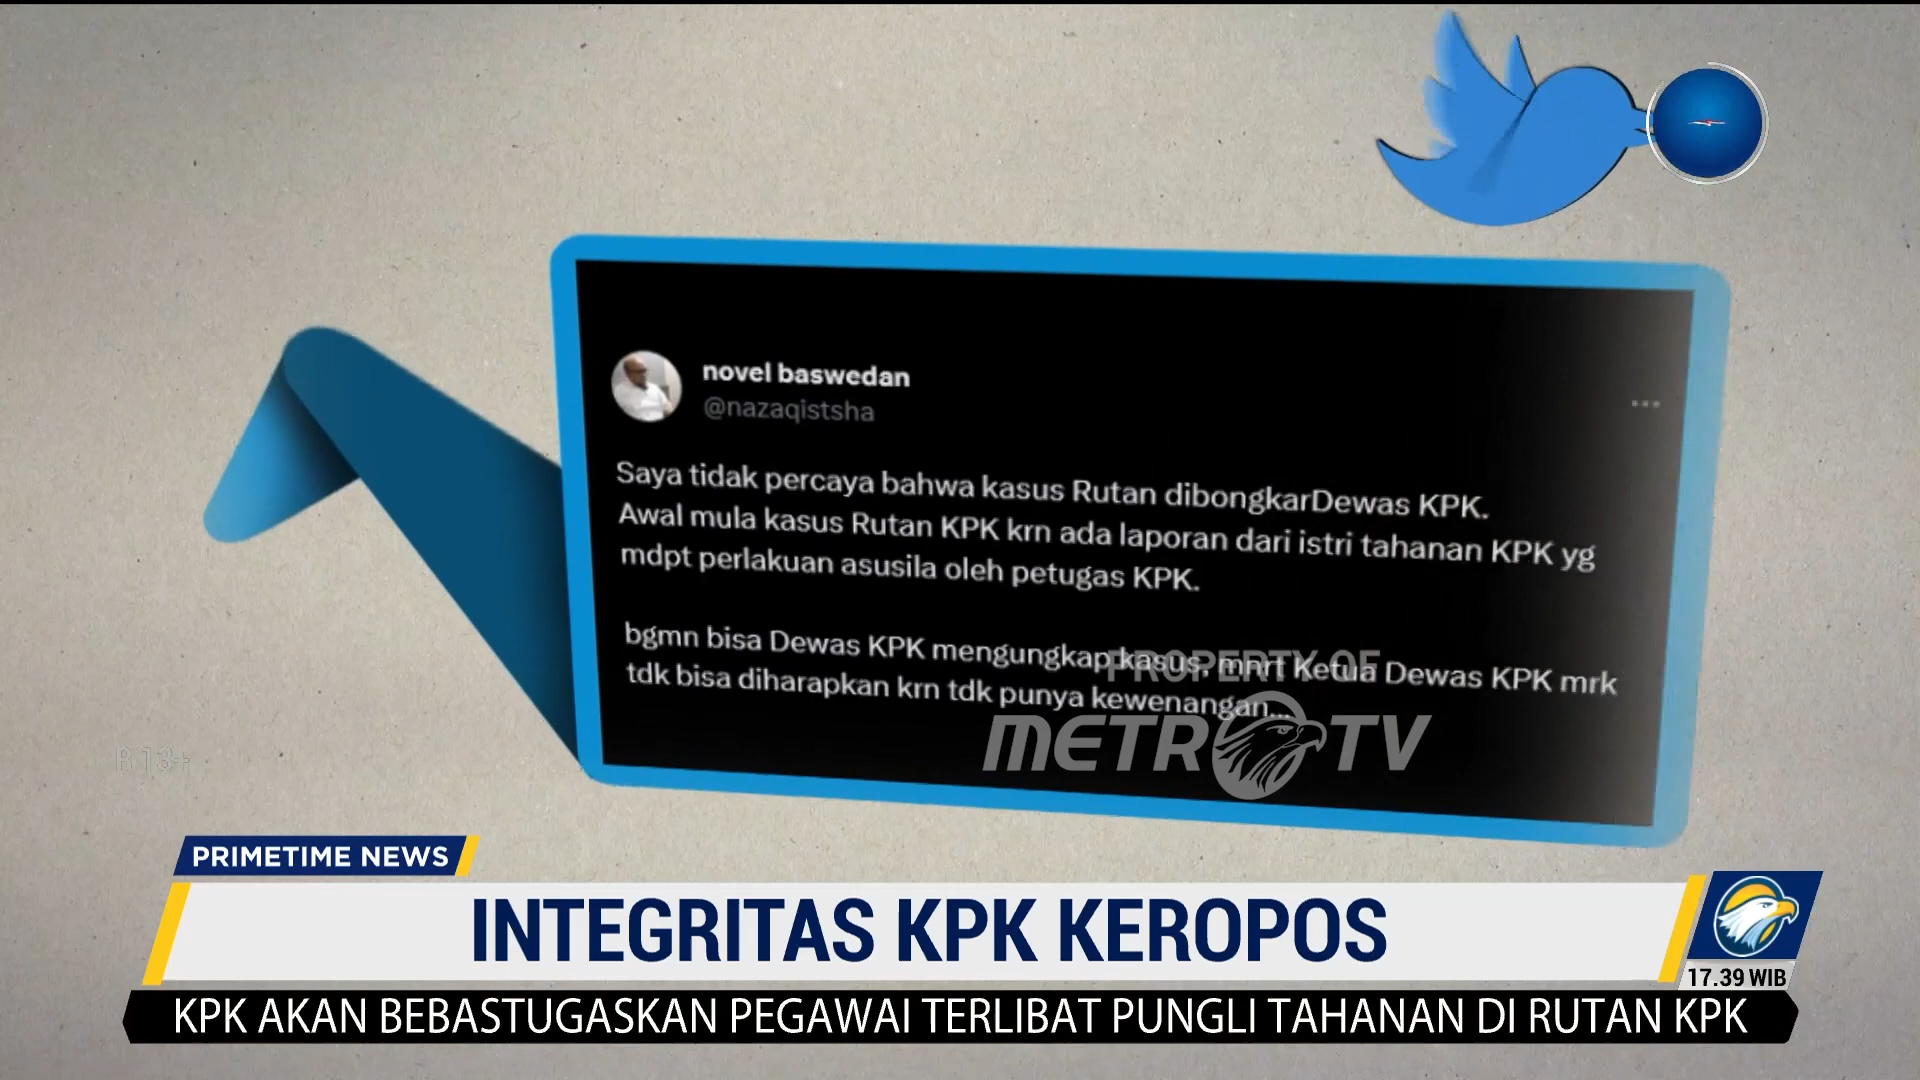 novel baswedan
@nazaqistsha
Saya tidak percaya bahwa kasus Rutan dibongkarDewas KPK.
Awal mula kasus Rutan KPK krn ada laporan dari istri tahanan KPK yg
mdpt perlakuan asusila oleh petugas KPK.
bgmn bisa Dewas KPK mengungkap kasus, mnrt Ketua Dewas KPK mrk
tdk bisa diharapkan krn tdk punya kewenangan...
PROPERTY OF
METRO TV
R 13+
PRIMETIME NEWS
INTEGRITAS KPK KEROPOS
17.39 WIB
KPK AKAN BEBASTUGASKAN PEGAWAI TERLIBAT PUNGLI TAHANAN DI RUTAN KPK